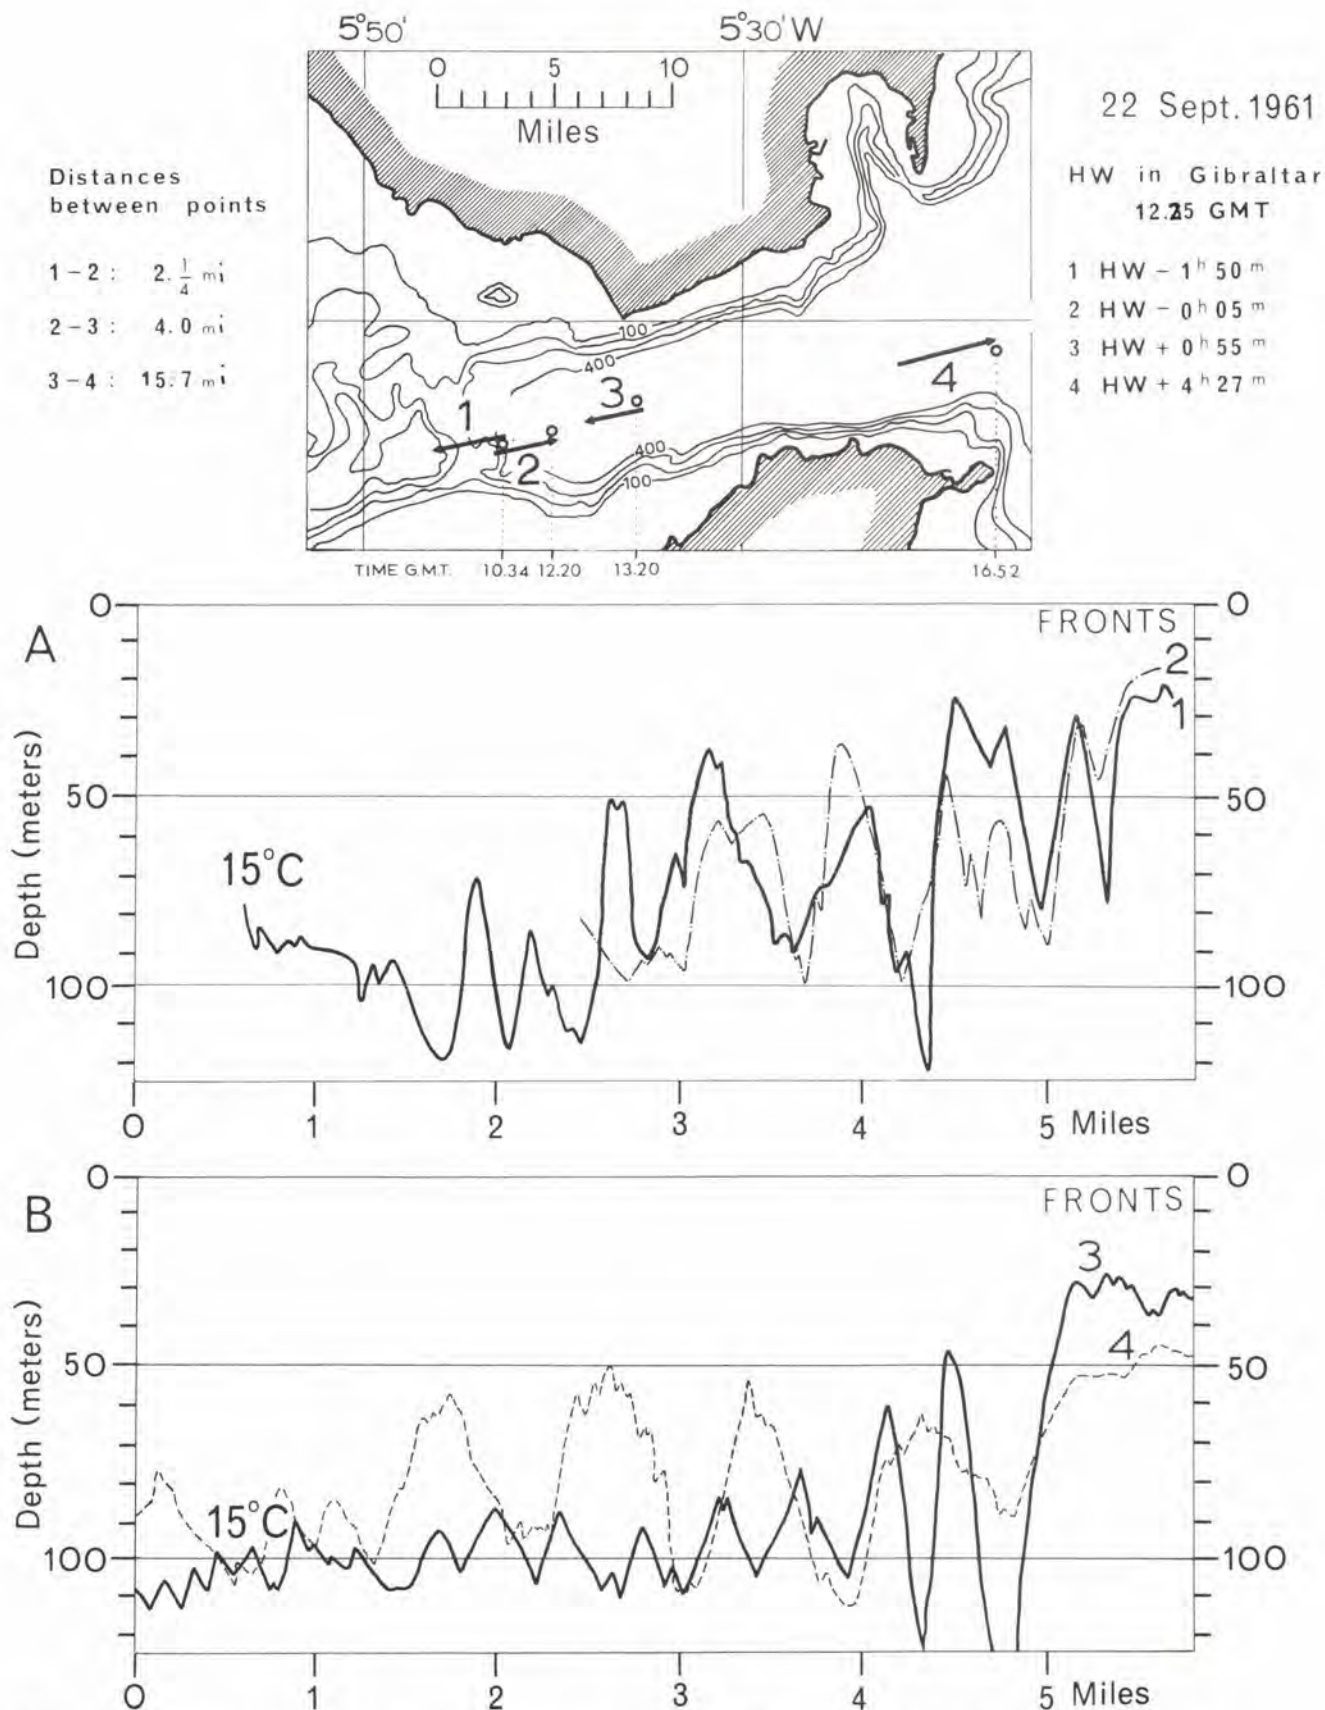 5°50'
5°30'W
0 5 10
Miles
22 Sept. 1961
Distances
between points
1-2: 2.1/4 mi
2-3: 4.0 mi
3-4: 15.7 mi
HW in Gibraltar
12.25 GMT
1 HW - 1h 50m
2 HW - 0h 05m
3 HW + 0h 55m
4 HW + 4h 27m
100
400
3
4
1
2
400
100
TIME G.M.T. 10.34 12.20 13.20 16.52
A
FRONTS
2
1
15°C
Depth (meters)
0 50 100
0 50 100
0 1 2 3 4 5 Miles
B
FRONTS
3
4
15°C
Depth (meters)
0 50 100
0 50 100
0 1 2 3 4 5 Miles